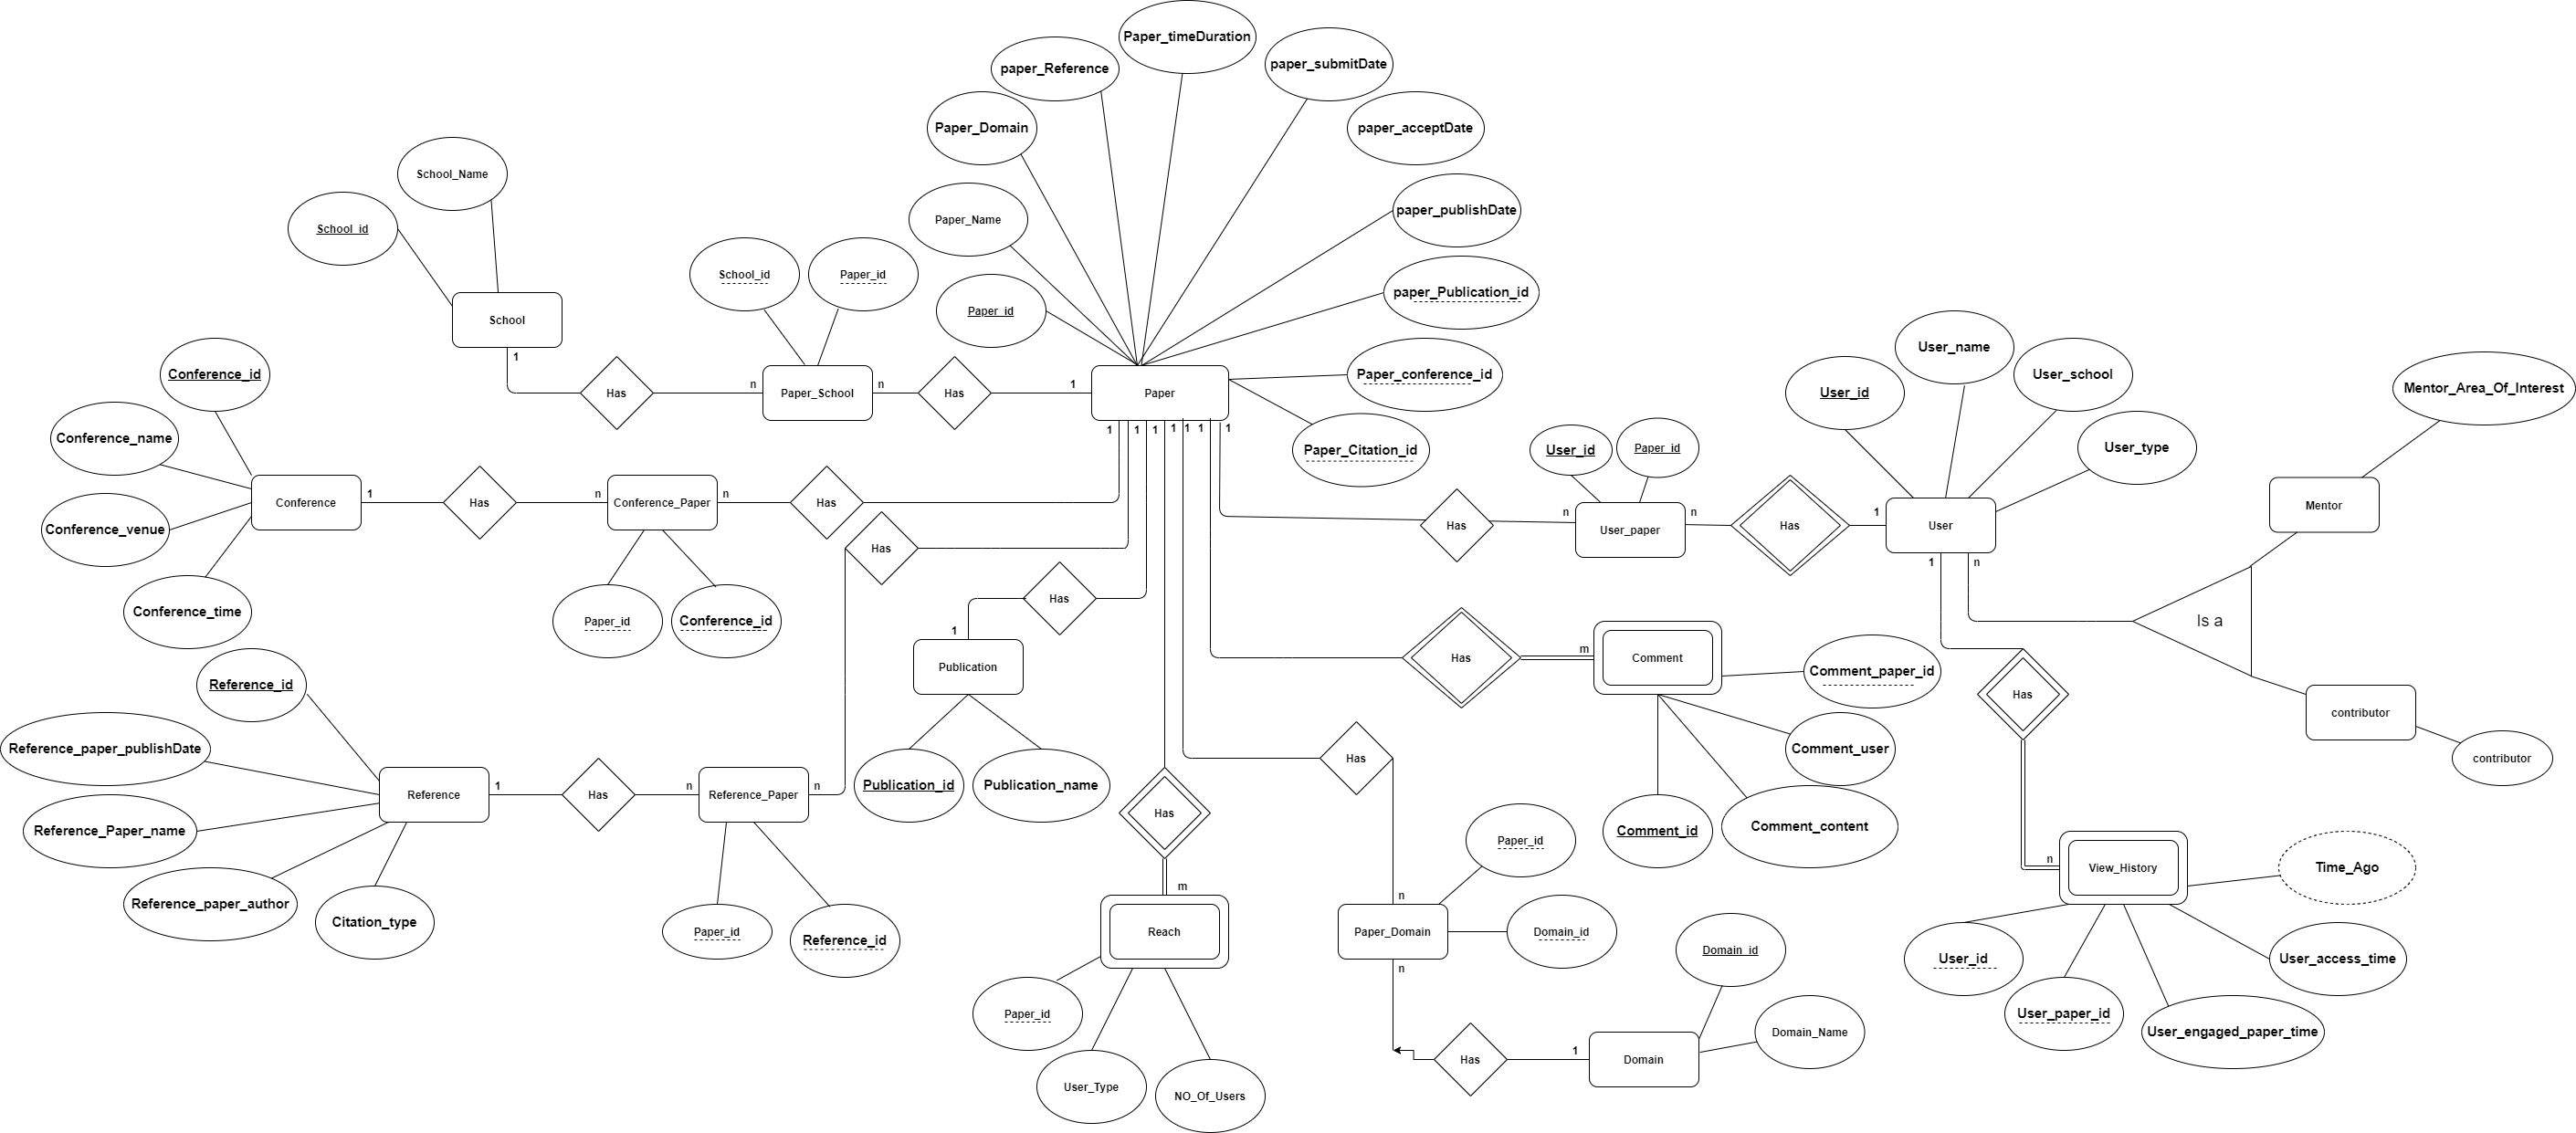 Paper_timeDuration
paper_submitDate
paper_Reference
Paper_Domain
paper_acceptDate
School_Name
paper_publishDate
Paper_Name
School_id
School_id
Paper_id
paper_Publication_id
Paper_id
School
User_name
1
Conference_id
Paper_conference_id
User_school
1
n
n
Has
Paper_School
Has
Paper
User_id
Mentor_Area_Of_Interest
1
1
1
1
1
1
1
Conference_name
Paper_Citation_id
User_id
Paper_id
User_type
1
n
n
Conference
Has
Conference_Paper
Has
n
n
1
Mentor
Conference_venue
Has
User_paper
Has
User
Has
1
n
Conference_time
Paper_id
Conference_id
Has
1
Is a
m
Publication
Has
Comment
Comment_paper_id
Reference_id
Has
contributor
Reference_paper_publishDate
Comment_user
Publication_id
Publication_name
Has
contributor
1
n
n
Reference
Has
Reference_Paper
Has
Reference_Paper_name
Comment_id
Comment_content
Paper_id
n
View_History
Time_Ago
m
n
Reference_paper_author
Citation_type
Paper_id
Reference_id
Reach
Paper_Domain
Domain_id
Domain_id
User_id
User_access_time
n
Paper_id
User_paper_id
User_engaged_paper_time
Domain_Name
1
Has
Domain
User_Type
NO_Of_Users